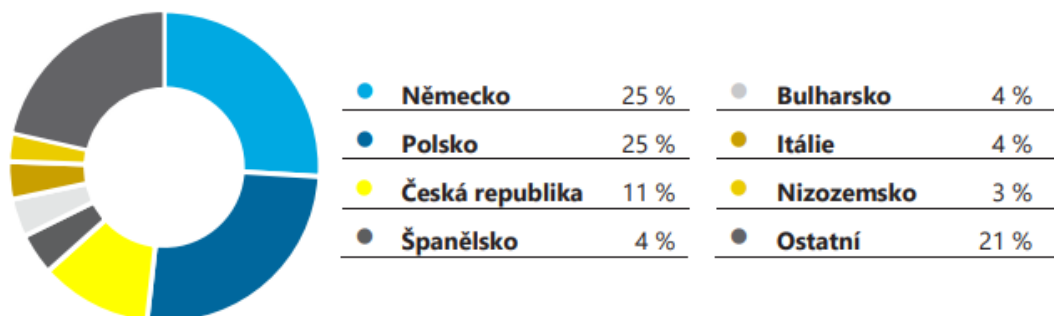 Německo 25 %
Polsko 25 %
Česká republika 11 %
Španělsko 4 %
Bulharsko 4 %
Itálie 4 %
Nizozemsko 3 %
Ostatní 21 %